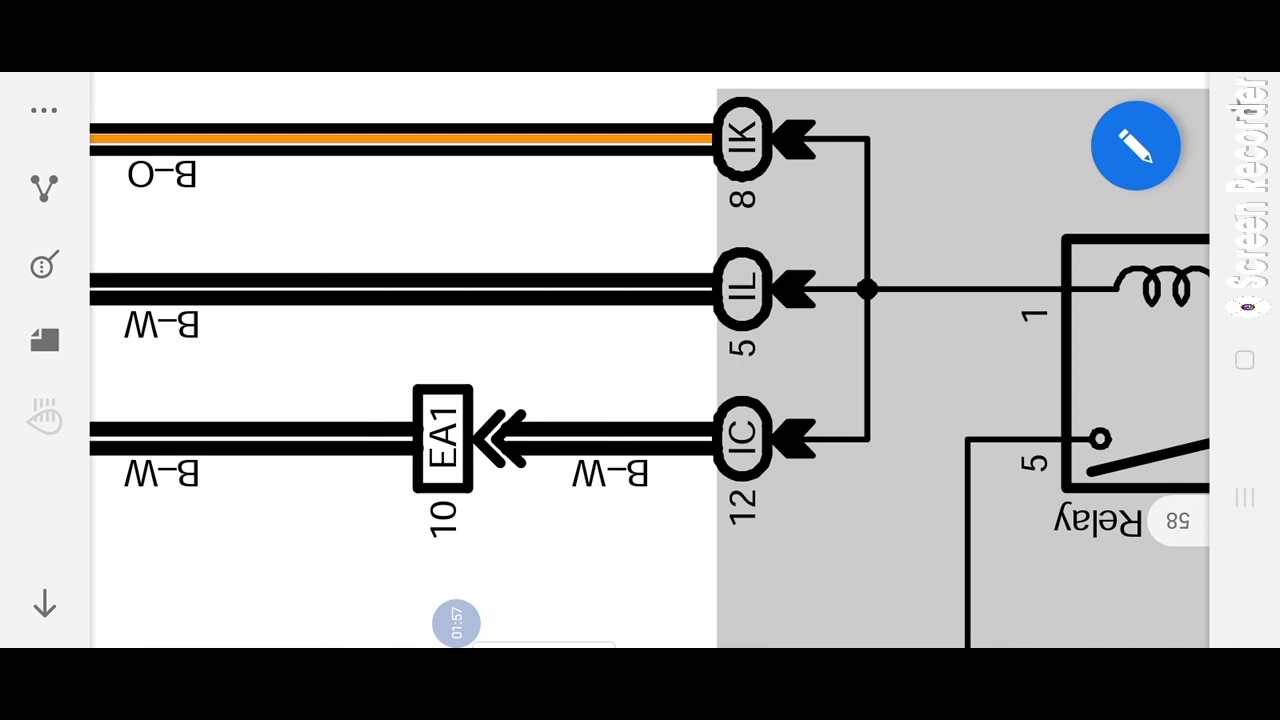 B–O
IK
8
B–W
IL
5
1
B–W
EA1
10
B–W
IC
12
5
Relay
58
01:57
Screen Recorder